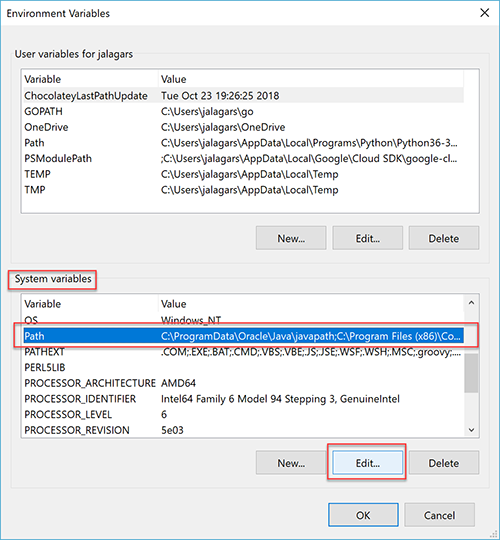 Environment Variables
User variables for jalagars
Variable Value
ChocolateyLastPathUpdate Tue Oct 23 19:26:25 2018
GOPATH C:\Users\jalagars\go
OneDrive C:\Users\jalagars\OneDrive
Path C:\Users\jalagars\AppData\Local\Programs\Python\Python36-3...
PSModulePath ;C:\Users\jalagars\AppData\Local\Google\Cloud SDK\google-cl...
TEMP C:\Users\jalagars\AppData\Local\Temp
TMP C:\Users\jalagars\AppData\Local\Temp
New... Edit... Delete
System variables
Variable Value
OS Windows_NT
Path C:\ProgramData\Oracle\Java\javapath;C:\Program Files (x86)\Co...
PATHEXT .COM;.EXE;.BAT;.CMD;.VBS;.VBE;.JS;.JSE;.WSF;.WSH;.MSC;.groovy;...
PERL5LIB
PROCESSOR_ARCHITECTURE AMD64
PROCESSOR_IDENTIFIER Intel64 Family 6 Model 94 Stepping 3, GenuineIntel
PROCESSOR_LEVEL 6
PROCESSOR_REVISION 5e03
New... Edit... Delete
OK Cancel